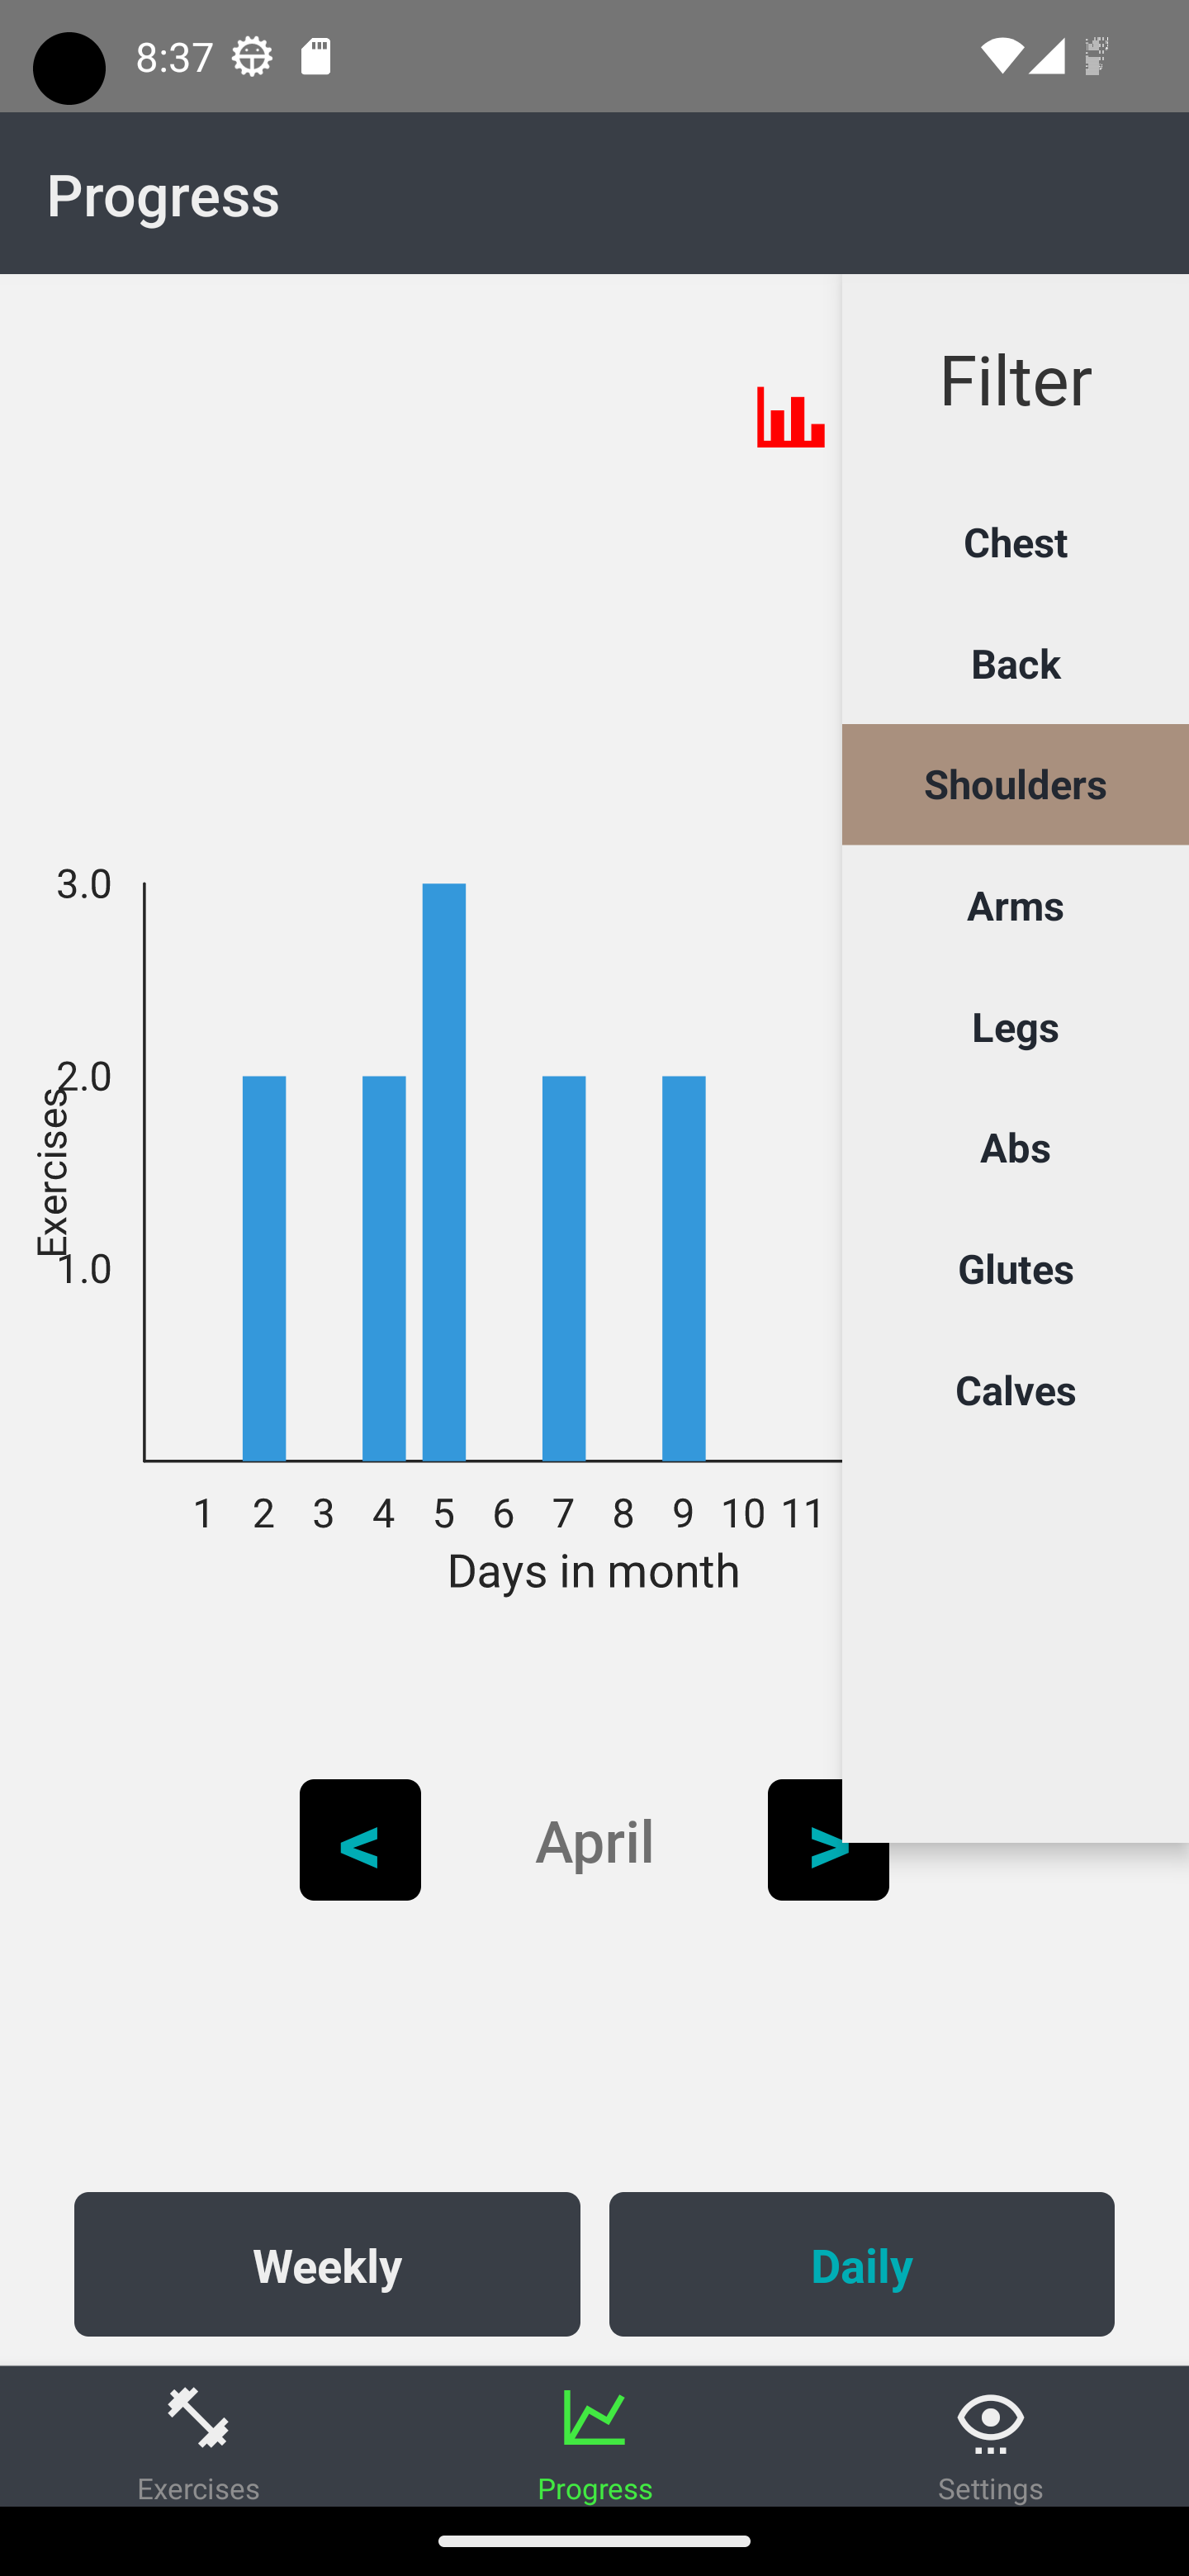 8:37
Progress
Filter
Chest
Back
Shoulders
Arms
Legs
Abs
Glutes
Calves
3.0
2.0
1.0
Exercises
1 2 3 4 5 6 7 8 9 10 11
Days in month
< April >
Weekly Daily
Exercises Progress Settings